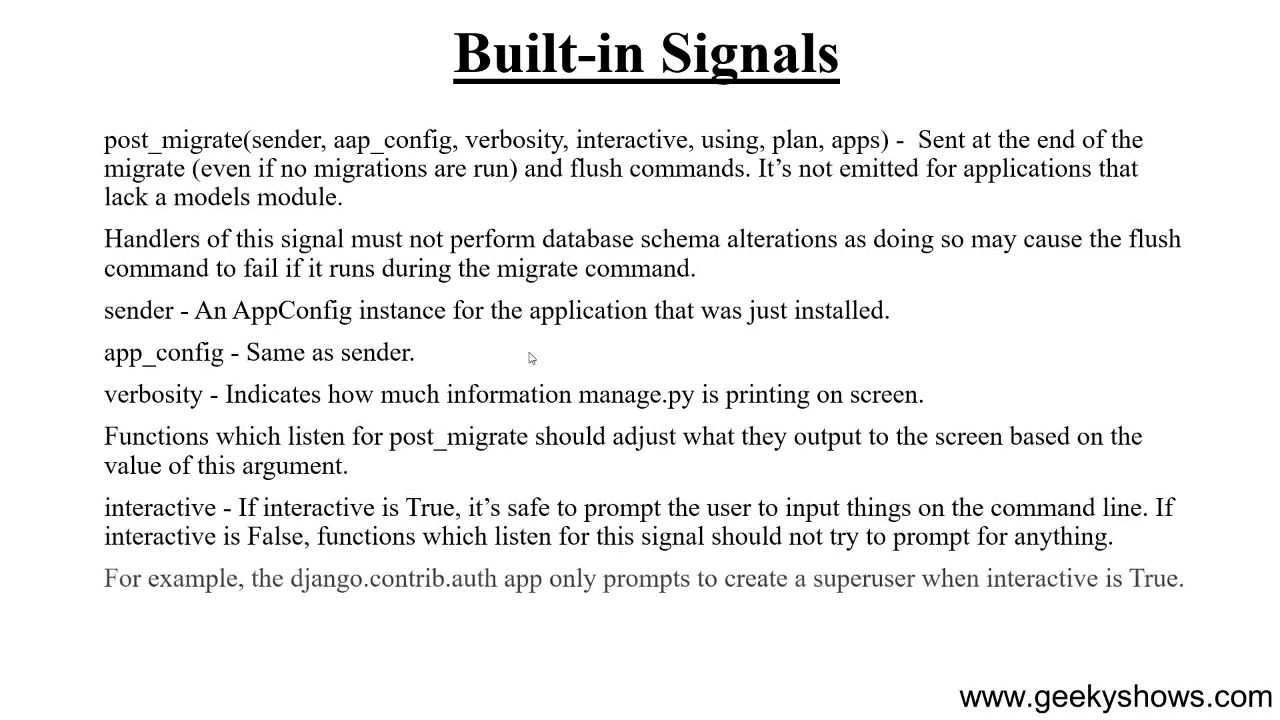 Built-in Signals
post_migrate(sender, aap_config, verbosity, interactive, using, plan, apps) -  Sent at the end of the
migrate (even if no migrations are run) and flush commands. It’s not emitted for applications that
lack a models module.
Handlers of this signal must not perform database schema alterations as doing so may cause the flush
command to fail if it runs during the migrate command.
sender - An AppConfig instance for the application that was just installed.
app_config - Same as sender.
verbosity - Indicates how much information manage.py is printing on screen.
Functions which listen for post_migrate should adjust what they output to the screen based on the
value of this argument.
interactive - If interactive is True, it’s safe to prompt the user to input things on the command line. If
interactive is False, functions which listen for this signal should not try to prompt for anything.
For example, the django.contrib.auth app only prompts to create a superuser when interactive is True.
www.geekyshows.com